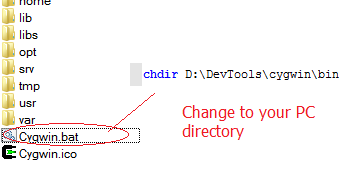 home
lib
libs
opt
srv
tmp
usr
var
Cygwin.bat
Cygwin.ico
chdir D:\DevTools\cygwin\bin
Change to your PC
directory